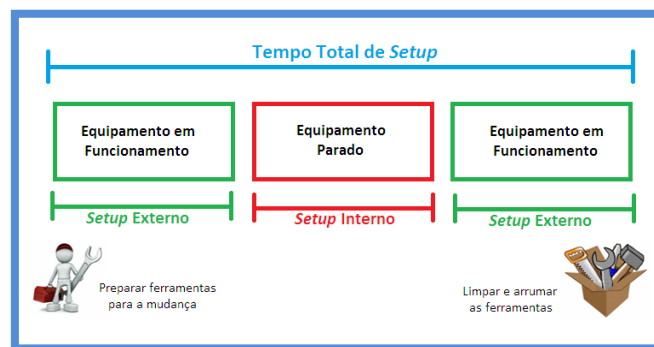 Tempo Total de Setup
Equipamento em
Funcionamento
Equipamento
Parado
Equipamento em
Funcionamento
Setup Externo
Setup Interno
Setup Externo
Preparar ferramentas
para a mudança
Limpar e arrumar
as ferramentas